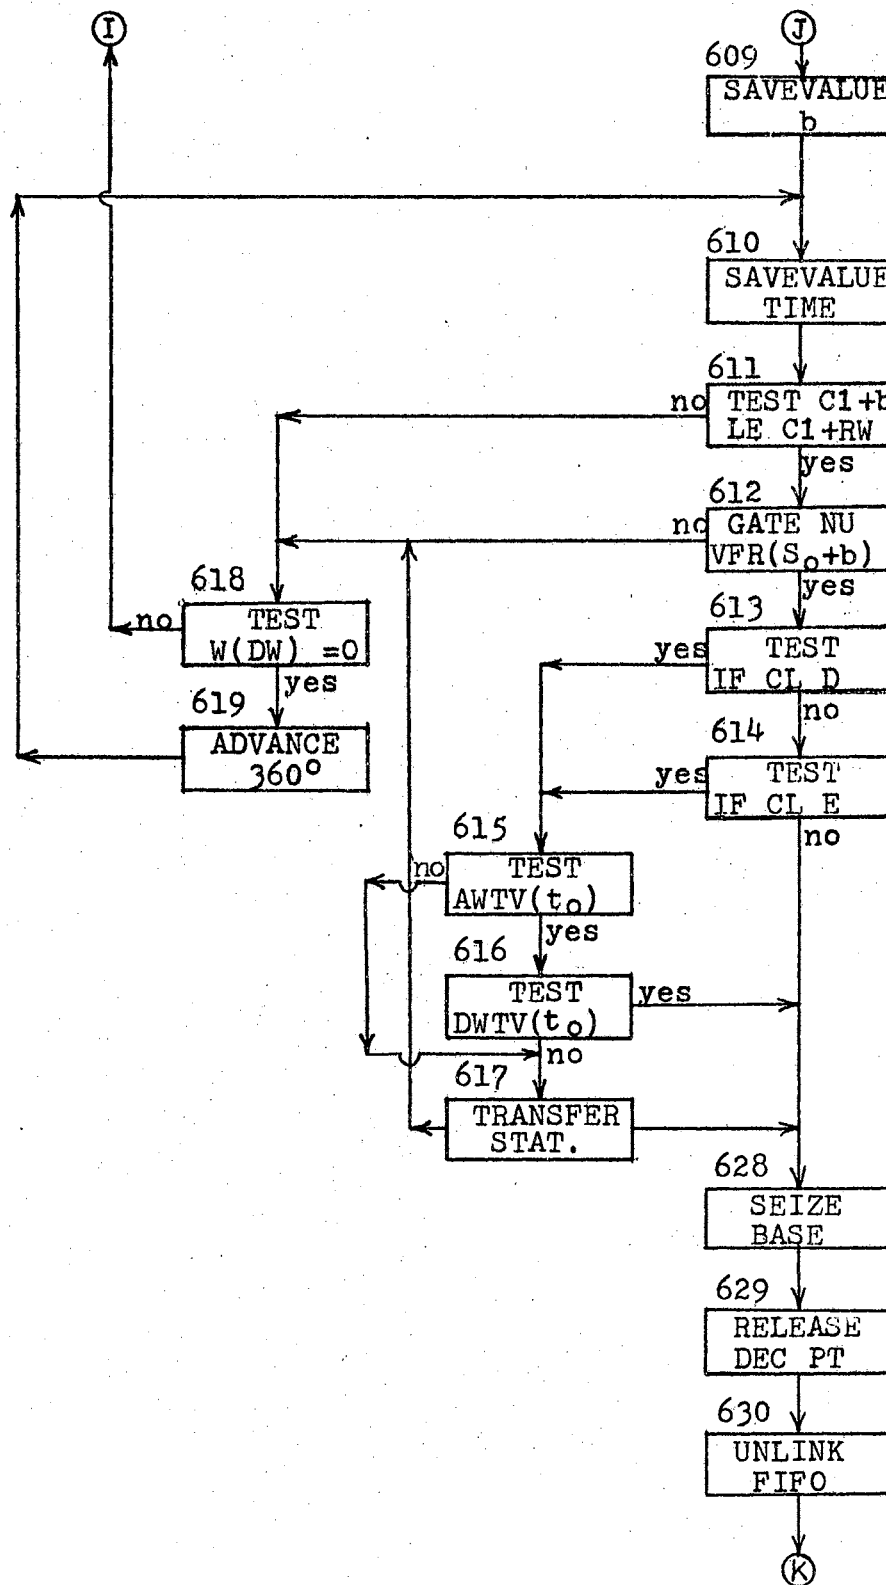 I
J
609
SAVEVALUE
b
610
SAVEVALUE
TIME
611
no
TEST C1+b
LE C1+RW
yes
612
no
GATE NU
VFR(So+b)
yes
618
no
TEST
W(DW) =0
yes
613
yes
TEST
IF CL D
no
619
ADVANCE
360°
614
yes
TEST
IF CL E
no
615
no
TEST
AWTV(to)
yes
616
TEST
DWTV(to)
yes
no
617
TRANSFER
STAT.
628
SEIZE
BASE
629
RELEASE
DEC PT
630
UNLINK
FIFO
K